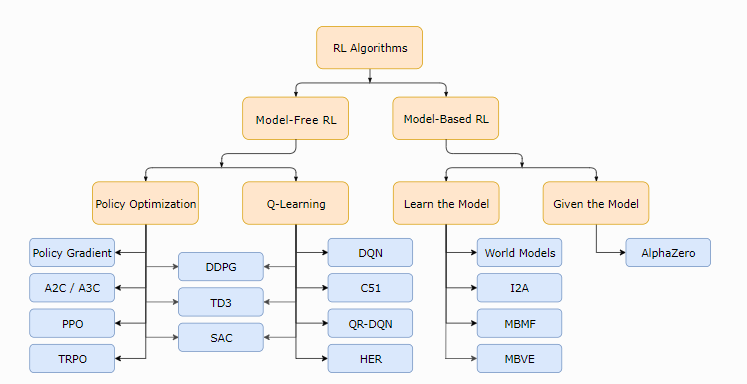 RL Algorithms
Model-Free RL
Model-Based RL
Policy Optimization
Q-Learning
Learn the Model
Given the Model
Policy Gradient
A2C / A3C
PPO
TRPO
DDPG
TD3
SAC
DQN
C51
QR-DQN
HER
World Models
I2A
MBMF
MBVE
AlphaZero